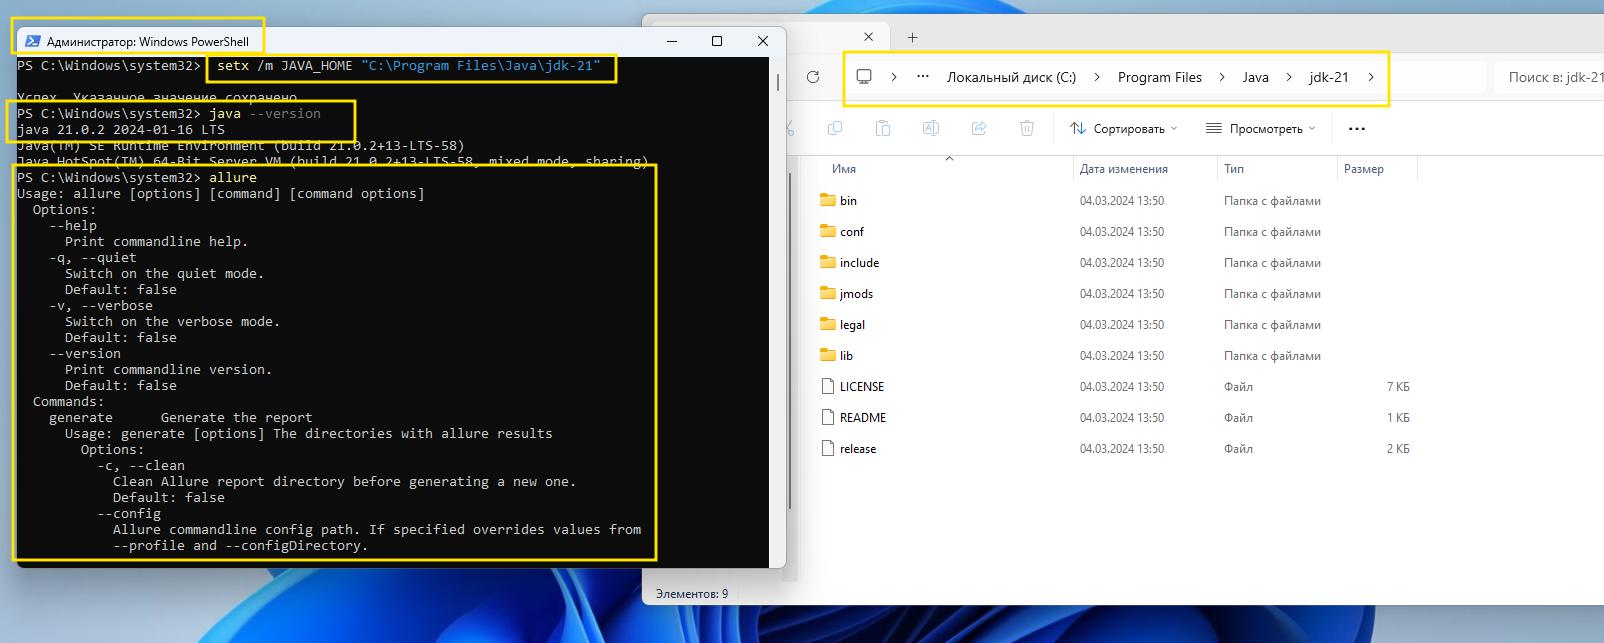 Администратор: Windows PowerShell
PS C:\Windows\system32> setx /m JAVA_HOME "C:\Program Files\Java\jdk-21"
Успех. Указанное значение сохранено.
PS C:\Windows\system32> java --version
java 21.0.2 2024-01-16 LTS
Java(TM) SE Runtime Environment (build 21.0.2+13-LTS-58)
Java HotSpot(TM) 64-Bit Server VM (build 21.0.2+13-LTS-58, mixed mode, sharing)
PS C:\Windows\system32> allure
Usage: allure [options] [command] [command options]
  Options:
    --help
      Print commandline help.
    -q, --quiet
      Switch on the quiet mode.
      Default: false
    -v, --verbose
      Switch on the verbose mode.
      Default: false
    --version
      Print commandline version.
      Default: false
  Commands:
    generate      Generate the report
      Usage: generate [options] The directories with allure results
        Options:
          -c, --clean
            Clean Allure report directory before generating a new one.
            Default: false
          --config
            Allure commandline config path. If specified overrides values from
            --profile and --configDirectory.
Локальный диск (C:) > Program Files > Java > jdk-21 >
Поиск в: jdk-21
Сортировать Просмотреть
Имя Дата изменения Тип Размер
bin 04.03.2024 13:50 Папка с файлами
conf 04.03.2024 13:50 Папка с файлами
include 04.03.2024 13:50 Папка с файлами
jmods 04.03.2024 13:50 Папка с файлами
legal 04.03.2024 13:50 Папка с файлами
lib 04.03.2024 13:50 Папка с файлами
LICENSE 04.03.2024 13:50 Файл 7 КБ
README 04.03.2024 13:50 Файл 1 КБ
release 04.03.2024 13:50 Файл 2 КБ
Элементов: 9